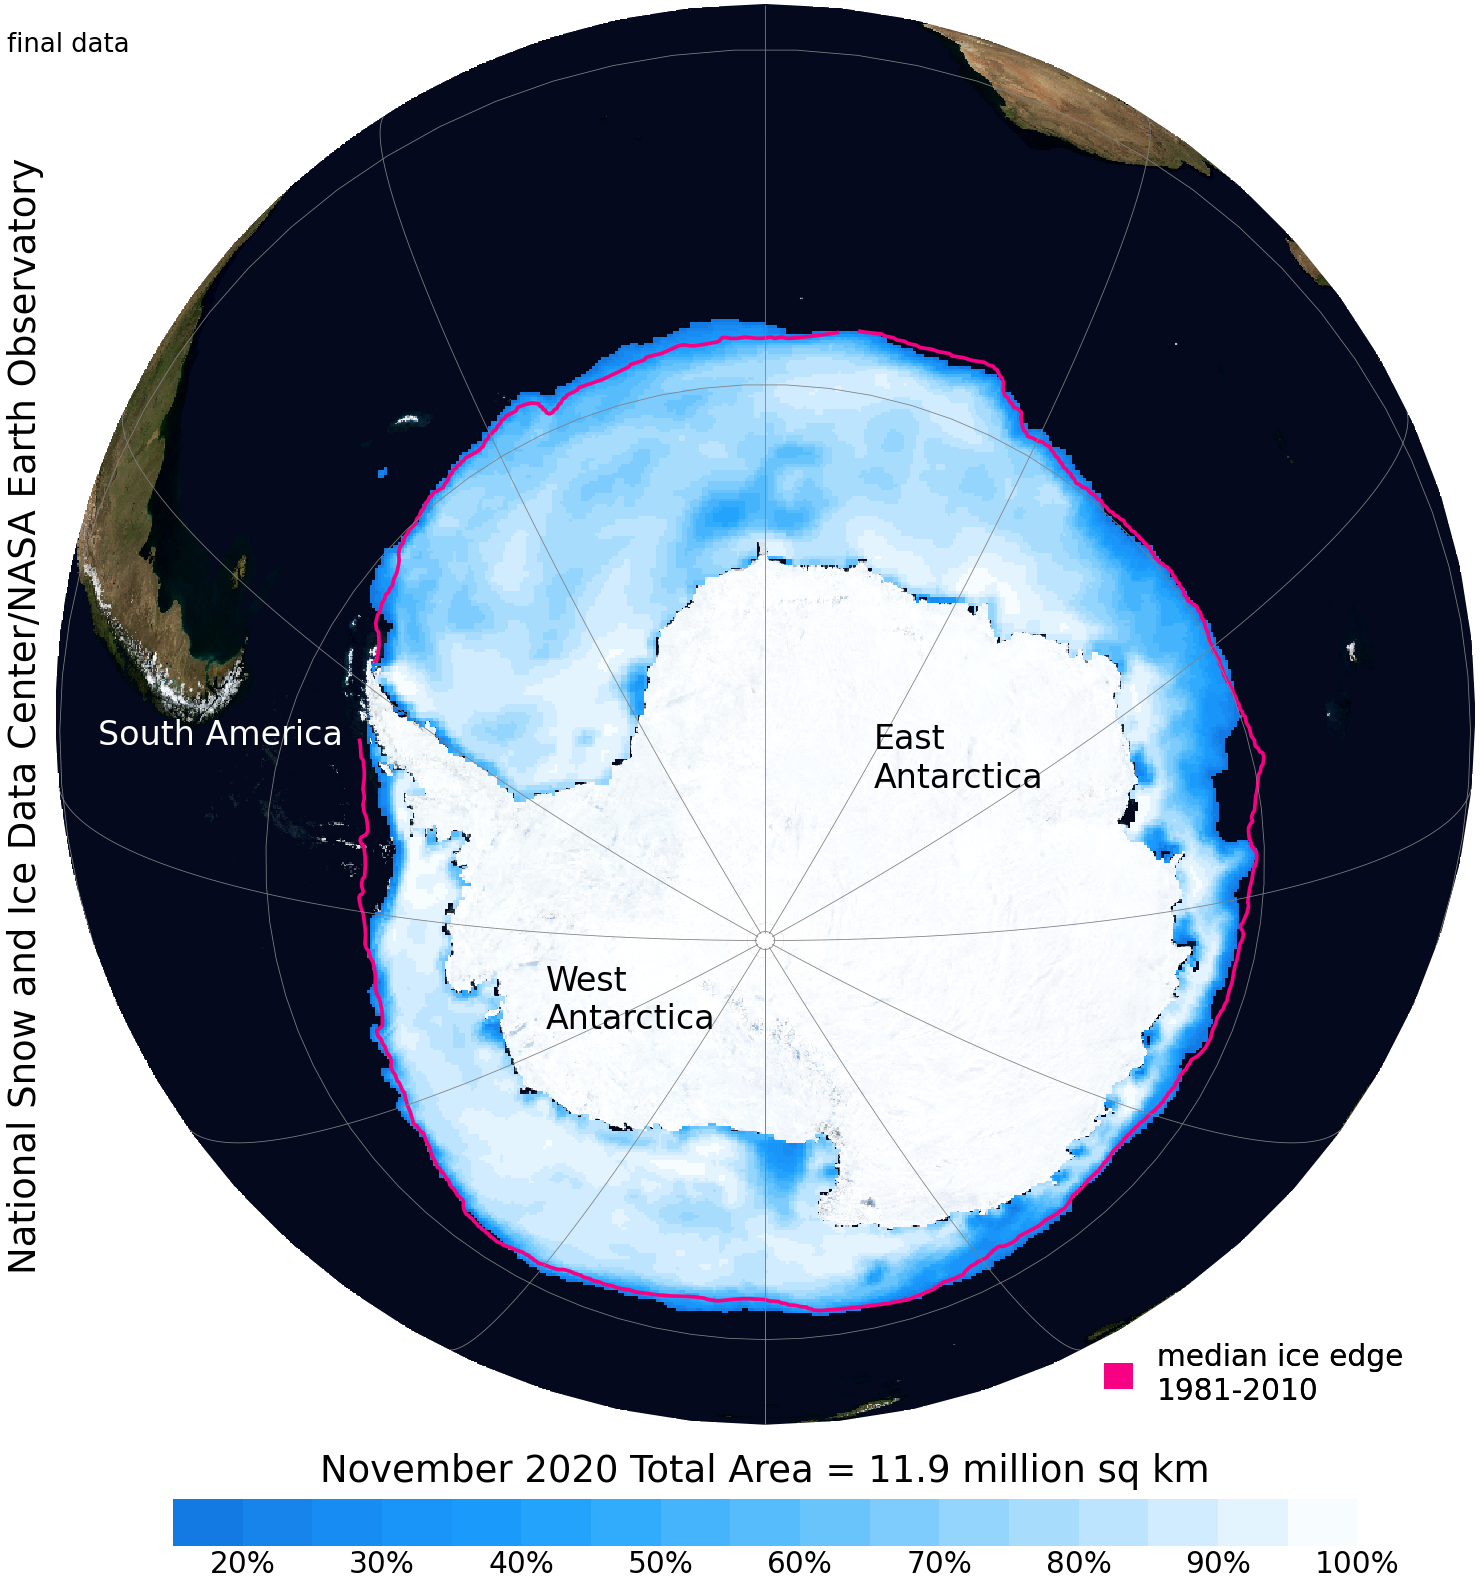 final data
National Snow and Ice Data Center/NASA Earth Observatory
South America
East
Antarctica
West
Antarctica
median ice edge
1981-2010
November 2020 Total Area = 11.9 million sq km
20% 30% 40% 50% 60% 70% 80% 90% 100%